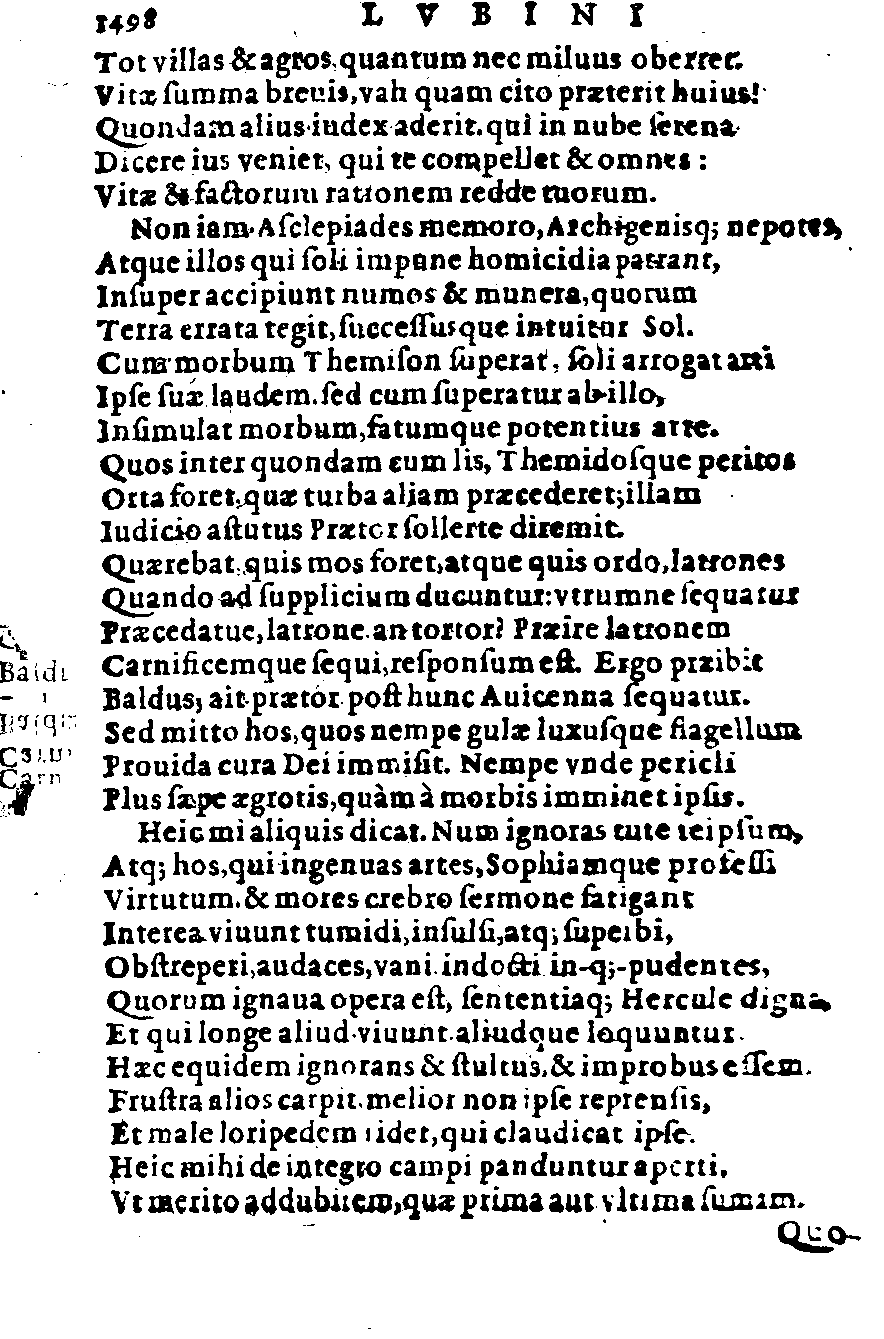 1498 LVBINI
Tot villas & agros, quantum nec miluus oberret.
Vitæ ſumma breuis, vah quam cito præterit huius!
Quondam alius iudex aderit. qui in nube ſerena
Dicere ius veniet, qui te compellet & omnes :
Vitæ & factorum rationem redde tuorum.
Non iam Aſclepiades memoro, Archigenisq; nepotes,
Atque illos qui ſoli impune homicidia patrant,
Inſuper accipiunt numos & munera, quorum
Terra errata tegit, ſucceſſusque intuitur Sol.
Cum morbum Themiſon ſuperat, ſoli arrogat arti
Ipſe ſuæ laudem. ſed cum ſuperatur ab illo,
Inſimulat morbum, fatumque potentius arte.
Quos inter quondam cum lis, Themidoſque peritos
Orta foret, quæ turba aliam præcederet; illam
Iudicio aſtutus Prætor ſollerte diremit.
Quærebat, quis mos foret, atque quis ordo, latrones
Quando ad ſupplicium ducuntur: vtrumne ſequatur
Præcedatue, latrone. an tortor? Præire latronem
Carnificemque ſequi, reſponſum eſt. Ergo præibit
Baldus; ait prætor poſt hunc Auicenna ſequatur.
Sed mitto hos, quos nempe gulæ luxuſque flagellum
Prouida cura Dei immiſit. Nempe vnde pericli
Plus ſæpe ægrotis, quàm à morbis imminet ipſis.
Heic mi aliquis dicat. Num ignoras tute teipſum,
Atq; hos, qui ingenuas artes, Sophiamque profeſſi
Virtutum. & mores crebro ſermone fatigant
Interea viuunt tumidi, inſulſi, atq; ſuperbi,
Obſtreperi, audaces, vani. indocti in-q;-pudentes,
Quorum ignaua opera eſt, ſententiaq; Hercule digna,
Et qui longe aliud viuunt. aliudque loquuntur.
Hæc equidem ignorans & ſtultus, & improbus eſſem.
Fruſtra alios carpit. melior non ipſe reprenſis,
Et male loripedem ridet, qui claudicat ipſe.
Heic mihi de integro campi panduntur aperti,
Vt merito addubitem, quæ prima aut vltima ſumam.
Quo-
Baldi